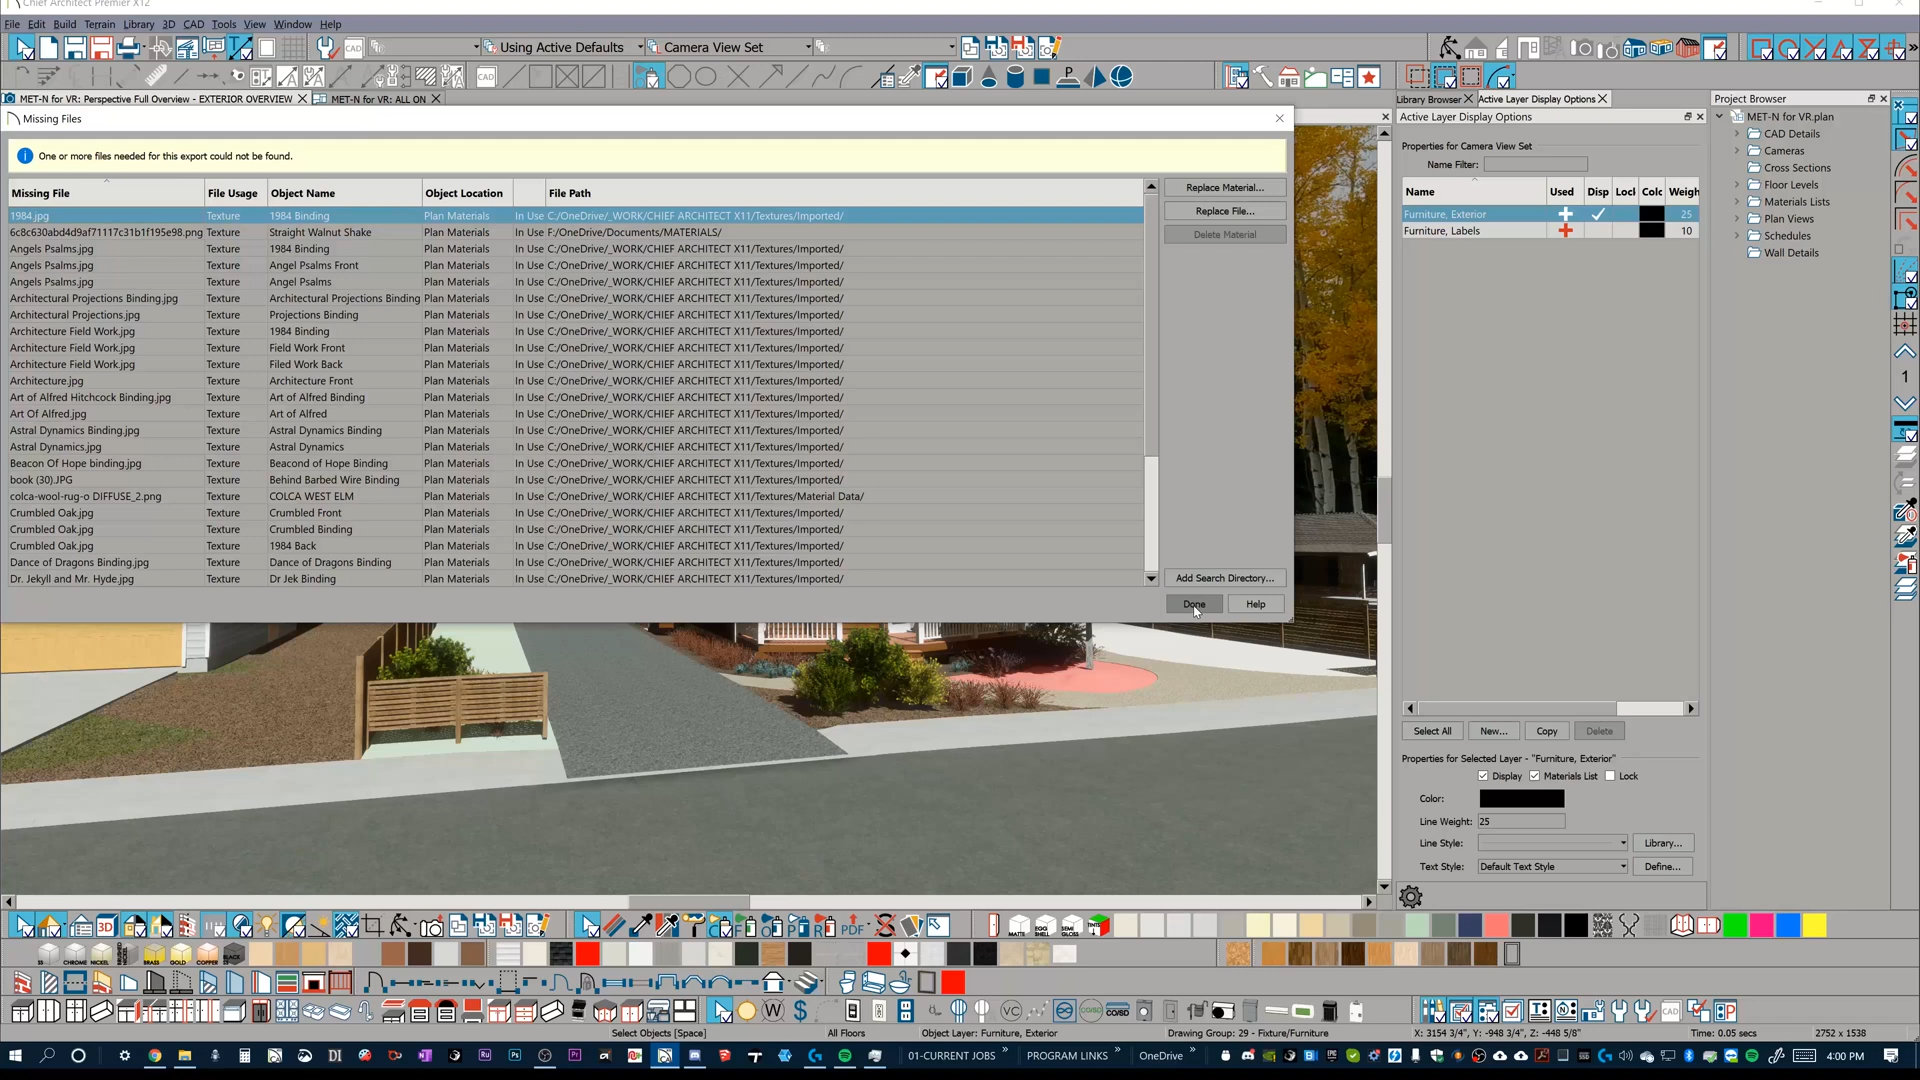 Chief Architect Premier X12
File Edit Build Terrain Library 3D CAD Tools View Window Help
CAD Using Active Defaults Camera View Set
CAD P
MET-N for VR: Perspective Full Overview - EXTERIOR OVERVIEW MET-N for VR: ALL ON
Missing Files
One or more files needed for this export could not be found.
Missing File File Usage Object Name Object Location File Path
1984.jpg Texture 1984 Binding Plan Materials In Use C:/OneDrive/_WORK/CHIEF ARCHITECT X11/Textures/Imported/
6c8c630abd4d9af71117c31b1f195e98.png Texture Straight Walnut Shake Plan Materials In Use F:/OneDrive/Documents/MATERIALS/
Angels Psalms.jpg Texture 1984 Binding Plan Materials In Use C:/OneDrive/_WORK/CHIEF ARCHITECT X11/Textures/Imported/
Angels Psalms.jpg Texture Angel Psalms Front Plan Materials In Use C:/OneDrive/_WORK/CHIEF ARCHITECT X11/Textures/Imported/
Angels Psalms.jpg Texture Angel Psalms Plan Materials In Use C:/OneDrive/_WORK/CHIEF ARCHITECT X11/Textures/Imported/
Architectural Projections Binding.jpg Texture Architectural Projections Binding Plan Materials In Use C:/OneDrive/_WORK/CHIEF ARCHITECT X11/Textures/Imported/
Architectural Projections.jpg Texture Projections Binding Plan Materials In Use C:/OneDrive/_WORK/CHIEF ARCHITECT X11/Textures/Imported/
Architecture Field Work.jpg Texture 1984 Binding Plan Materials In Use C:/OneDrive/_WORK/CHIEF ARCHITECT X11/Textures/Imported/
Architecture Field Work.jpg Texture Field Work Front Plan Materials In Use C:/OneDrive/_WORK/CHIEF ARCHITECT X11/Textures/Imported/
Architecture Field Work.jpg Texture Filed Work Back Plan Materials In Use C:/OneDrive/_WORK/CHIEF ARCHITECT X11/Textures/Imported/
Architecture.jpg Texture Architecture Front Plan Materials In Use C:/OneDrive/_WORK/CHIEF ARCHITECT X11/Textures/Imported/
Art of Alfred Hitchcock Binding.jpg Texture Art of Alfred Binding Plan Materials In Use C:/OneDrive/_WORK/CHIEF ARCHITECT X11/Textures/Imported/
Art Of Alfred.jpg Texture Art of Alfred Plan Materials In Use C:/OneDrive/_WORK/CHIEF ARCHITECT X11/Textures/Imported/
Astral Dynamics Binding.jpg Texture Astral Dynamics Binding Plan Materials In Use C:/OneDrive/_WORK/CHIEF ARCHITECT X11/Textures/Imported/
Astral Dynamics.jpg Texture Astral Dynamics Plan Materials In Use C:/OneDrive/_WORK/CHIEF ARCHITECT X11/Textures/Imported/
Beacon Of Hope binding.jpg Texture Beacond of Hope Binding Plan Materials In Use C:/OneDrive/_WORK/CHIEF ARCHITECT X11/Textures/Imported/
book (30).JPG Texture Behind Barbed Wire Binding Plan Materials In Use C:/OneDrive/_WORK/CHIEF ARCHITECT X11/Textures/Imported/
colca-wool-rug-o DIFFUSE_2.png Texture COLCA WEST ELM Plan Materials In Use C:/OneDrive/_WORK/CHIEF ARCHITECT X11/Textures/Material Data/
Crumbled Oak.jpg Texture Crumbled Front Plan Materials In Use C:/OneDrive/_WORK/CHIEF ARCHITECT X11/Textures/Imported/
Crumbled Oak.jpg Texture Crumbled Binding Plan Materials In Use C:/OneDrive/_WORK/CHIEF ARCHITECT X11/Textures/Imported/
Crumbled Oak.jpg Texture 1984 Back Plan Materials In Use C:/OneDrive/_WORK/CHIEF ARCHITECT X11/Textures/Imported/
Dance of Dragons Binding.jpg Texture Dance of Dragons Binding Plan Materials In Use C:/OneDrive/_WORK/CHIEF ARCHITECT X11/Textures/Imported/
Dr. Jekyll and Mr. Hyde.jpg Texture Dr Jek Binding Plan Materials In Use C:/OneDrive/_WORK/CHIEF ARCHITECT X11/Textures/Imported/
Replace Material...
Replace File...
Delete Material
Add Search Directory...
Done Help
Library Browser Active Layer Display Options
Active Layer Display Options
Properties for Camera View Set
Name Filter:
Name Used Disp Lock Colc Weigh
Furniture, Exterior 25
Furniture, Labels 10
Select All New... Copy Delete
Properties for Selected Layer - "Furniture, Exterior"
Display Materials List Lock
Color:
Line Weight: 25
Line Style: Library...
Text Style: Default Text Style Define...
Project Browser
MET-N for VR.plan
CAD Details
Cameras
Cross Sections
Floor Levels
Materials Lists
Plan Views
Schedules
Wall Details
1
3D PDF MATTE EGG SHELL SEMI GLOSS
SS CHROME NICKEL BRASS GOLD COPPER BLACK
W $ VC CO/SD CAD P
Select Objects [Space] All Floors Object Layer: Furniture, Exterior Drawing Group: 29 - Fixture/Furniture X: 3154 3/4", Y: -948 3/4", Z: -448 5/8" Time: 0.05 secs 2752 x 1538
DI Ru Ps Pr 01-CURRENT JOBS PROGRAM LINKS OneDrive 4:00 PM